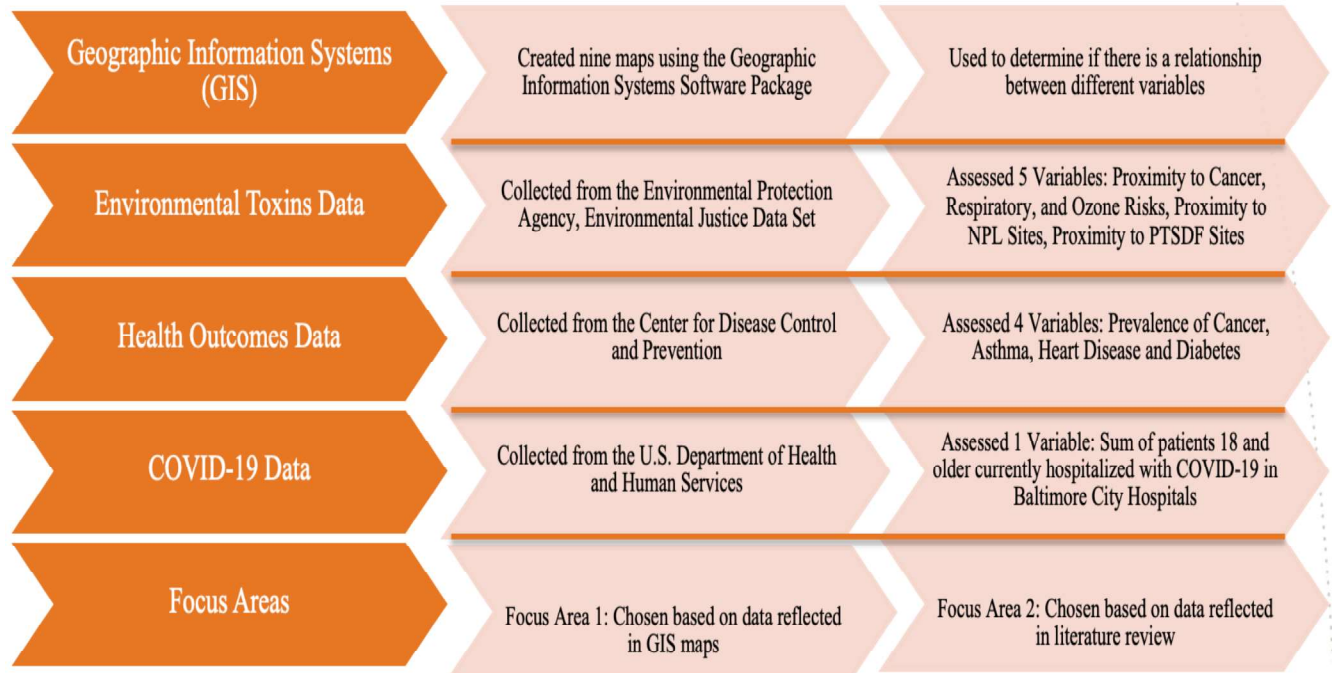 Geographic Information Systems
(GIS)
Created nine maps using the Geographic
Information Systems Software Package
Used to determine if there is a relationship
between different variables
Environmental Toxins Data
Collected from the Environmental Protection
Agency, Environmental Justice Data Set
Assessed 5 Variables: Proximity to Cancer,
Respiratory, and Ozone Risks, Proximity to
NPL Sites, Proximity to PTSDF Sites
Health Outcomes Data
Collected from the Center for Disease Control
and Prevention
Assessed 4 Variables: Prevalence of Cancer,
Asthma, Heart Disease and Diabetes
COVID-19 Data
Collected from the U.S. Department of Health
and Human Services
Assessed 1 Variable: Sum of patients 18 and
older currently hospitalized with COVID-19 in
Baltimore City Hospitals
Focus Areas
Focus Area 1: Chosen based on data reflected
in GIS maps
Focus Area 2: Chosen based on data reflected
in literature review